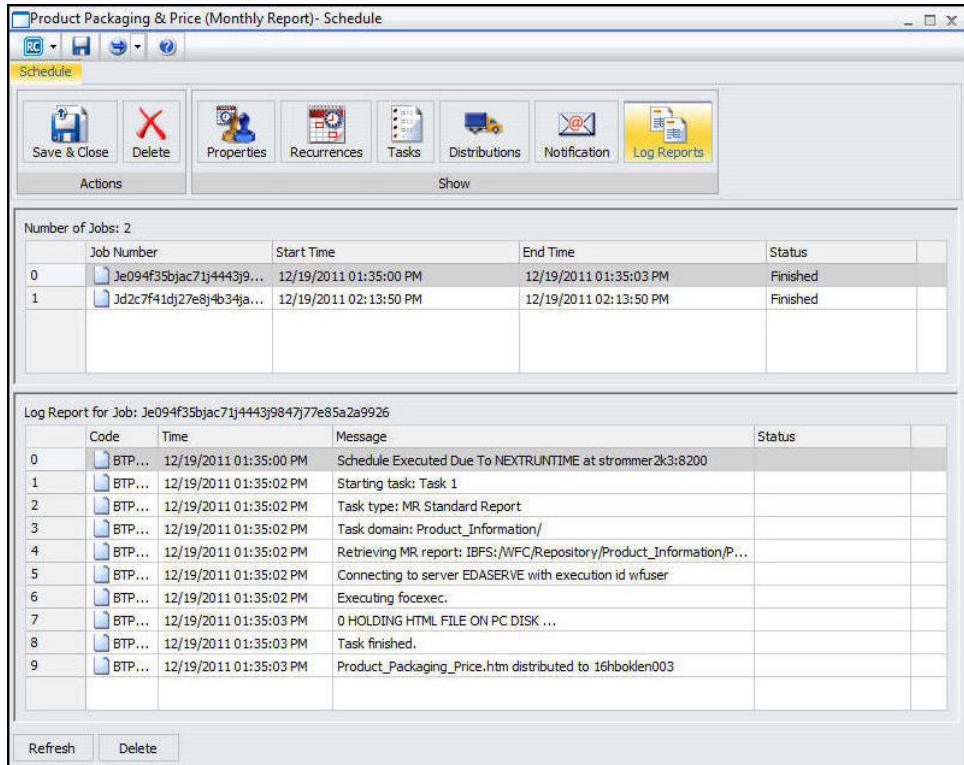 Product Packaging & Price (Monthly Report)- Schedule
RC
Schedule
Save & Close Delete Properties Recurrences Tasks Distributions Notification Log Reports
Actions Show
Number of Jobs: 2
Job Number Start Time End Time Status
0 Je094f35bjac71j4443j9... 12/19/2011 01:35:00 PM 12/19/2011 01:35:03 PM Finished
1 Jd2c7f41dj27e8j4b34ja... 12/19/2011 02:13:50 PM 12/19/2011 02:13:50 PM Finished
Log Report for Job: Je094f35bjac71j4443j9847j77e85a2a9926
Code Time Message Status
0 BTP... 12/19/2011 01:35:00 PM Schedule Executed Due To NEXTRUNTIME at strommer2k3:8200
1 BTP... 12/19/2011 01:35:02 PM Starting task: Task 1
2 BTP... 12/19/2011 01:35:02 PM Task type: MR Standard Report
3 BTP... 12/19/2011 01:35:02 PM Task domain: Product_Information/
4 BTP... 12/19/2011 01:35:02 PM Retrieving MR report: IBFS:/WFC/Repository/Product_Information/P...
5 BTP... 12/19/2011 01:35:02 PM Connecting to server EDASERVE with execution id wfuser
6 BTP... 12/19/2011 01:35:02 PM Executing focexec.
7 BTP... 12/19/2011 01:35:03 PM 0 HOLDING HTML FILE ON PC DISK ...
8 BTP... 12/19/2011 01:35:03 PM Task finished.
9 BTP... 12/19/2011 01:35:03 PM Product_Packaging_Price.htm distributed to 16hboklen003
Refresh Delete